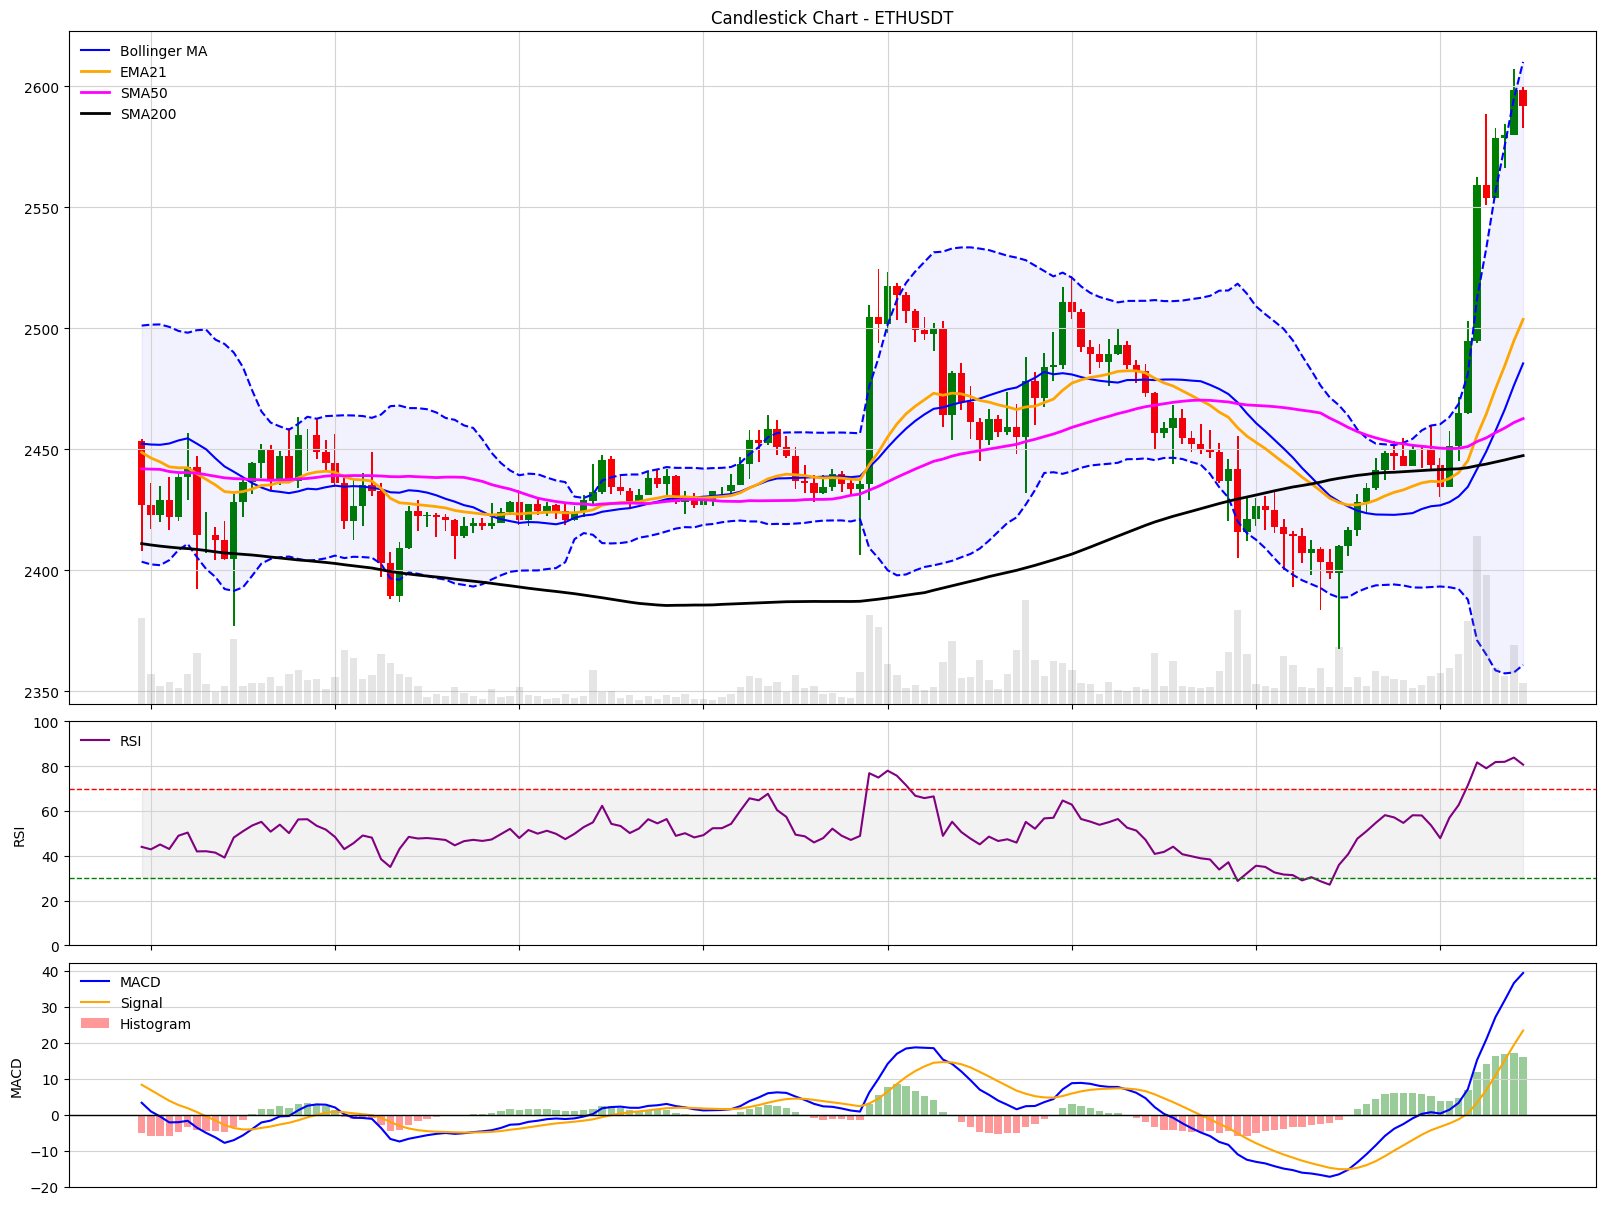 Candlestick Chart - ETHUSDT
Bollinger MA
EMA21
SMA50
SMA200
2600
2550
2500
2450
2400
2350
RSI
100
80
60
40
20
0
RSI
MACD
Signal
Histogram
40
30
20
10
0
−10
−20
MACD